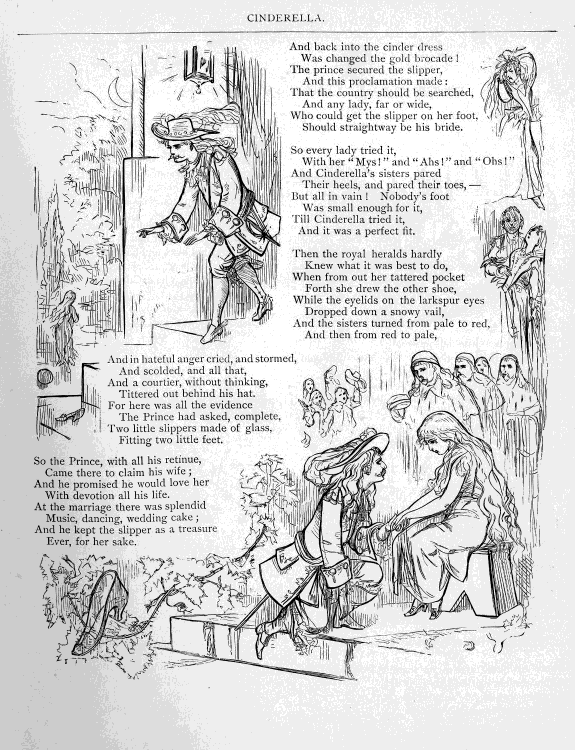 CINDERELLA.
And back into the cinder dress
Was changed the gold brocade !
The prince secured the slipper,
And this proclamation made :
That the country should be searched,
And any lady, far or wide,
Who could get the slipper on her foot,
Should straightway be his bride.
So every lady tried it,
With her “Mys!” and “Ahs!” and “Ohs!”
And Cinderella's sisters pared
Their heels, and pared their toes, —
But all in vain ! Nobody's foot
Was small enough for it,
Till Cinderella tried it,
And it was a perfect fit.
Then the royal heralds hardly
Knew what it was best to do,
When from out her tattered pocket
Forth she drew the other shoe,
While the eyelids on the larkspur eyes
Dropped down a snowy vail,
And the sisters turned from pale to red,
And then from red to pale,
And in hateful anger cried, and stormed,
And scolded, and all that,
And a courtier, without thinking,
Tittered out behind his hat.
For here was all the evidence
The Prince had asked, complete,
Two little slippers made of glass,
Fitting two little feet.
So the Prince, with all his retinue,
Came there to claim his wife ;
And he promised he would love her
With devotion all his life.
At the marriage there was splendid
Music, dancing, wedding cake ;
And he kept the slipper as a treasure
Ever, for her sake.